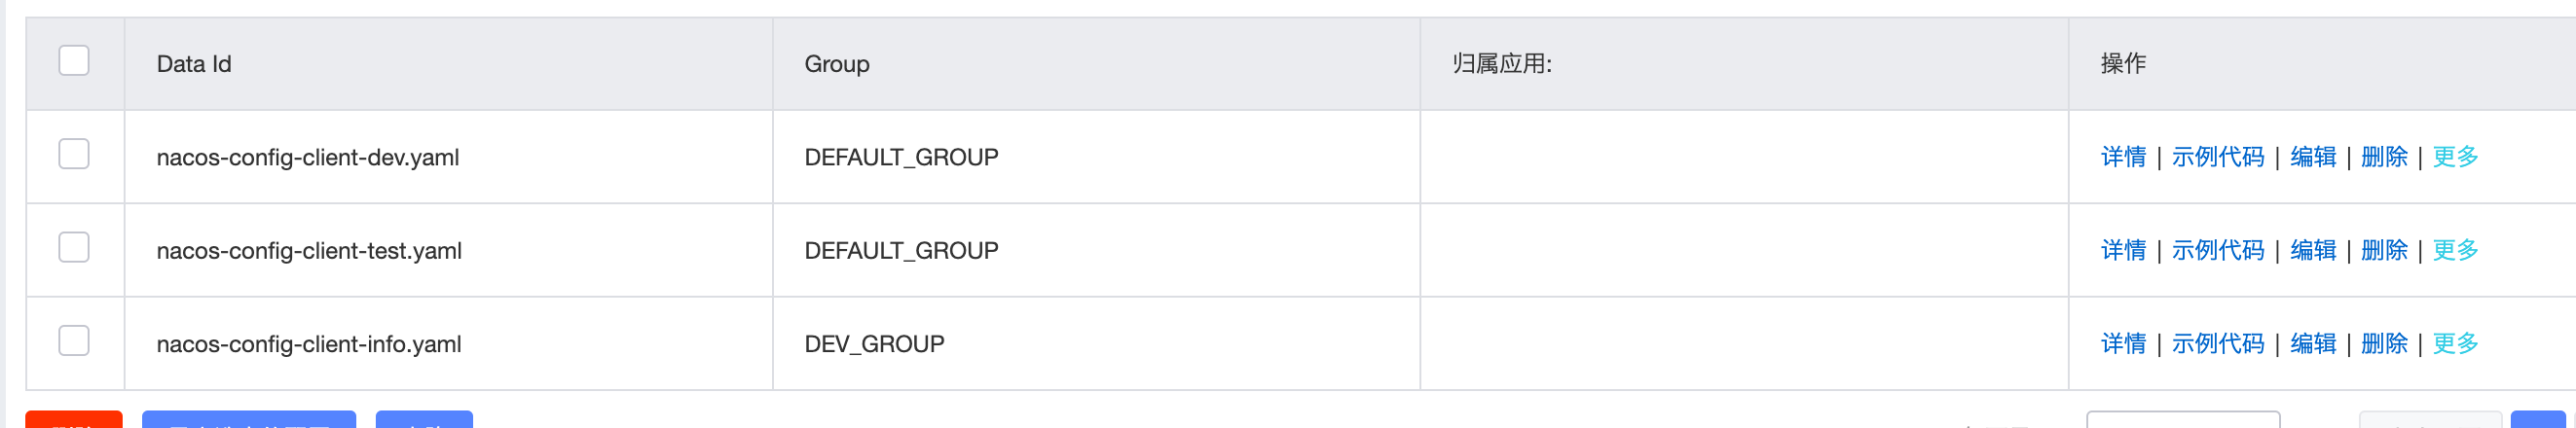 Data Id Group 归属应用: 操作
nacos-config-client-dev.yaml DEFAULT_GROUP 详情 | 示例代码 | 编辑 | 删除 | 更多
nacos-config-client-test.yaml DEFAULT_GROUP 详情 | 示例代码 | 编辑 | 删除 | 更多
nacos-config-client-info.yaml DEV_GROUP 详情 | 示例代码 | 编辑 | 删除 | 更多